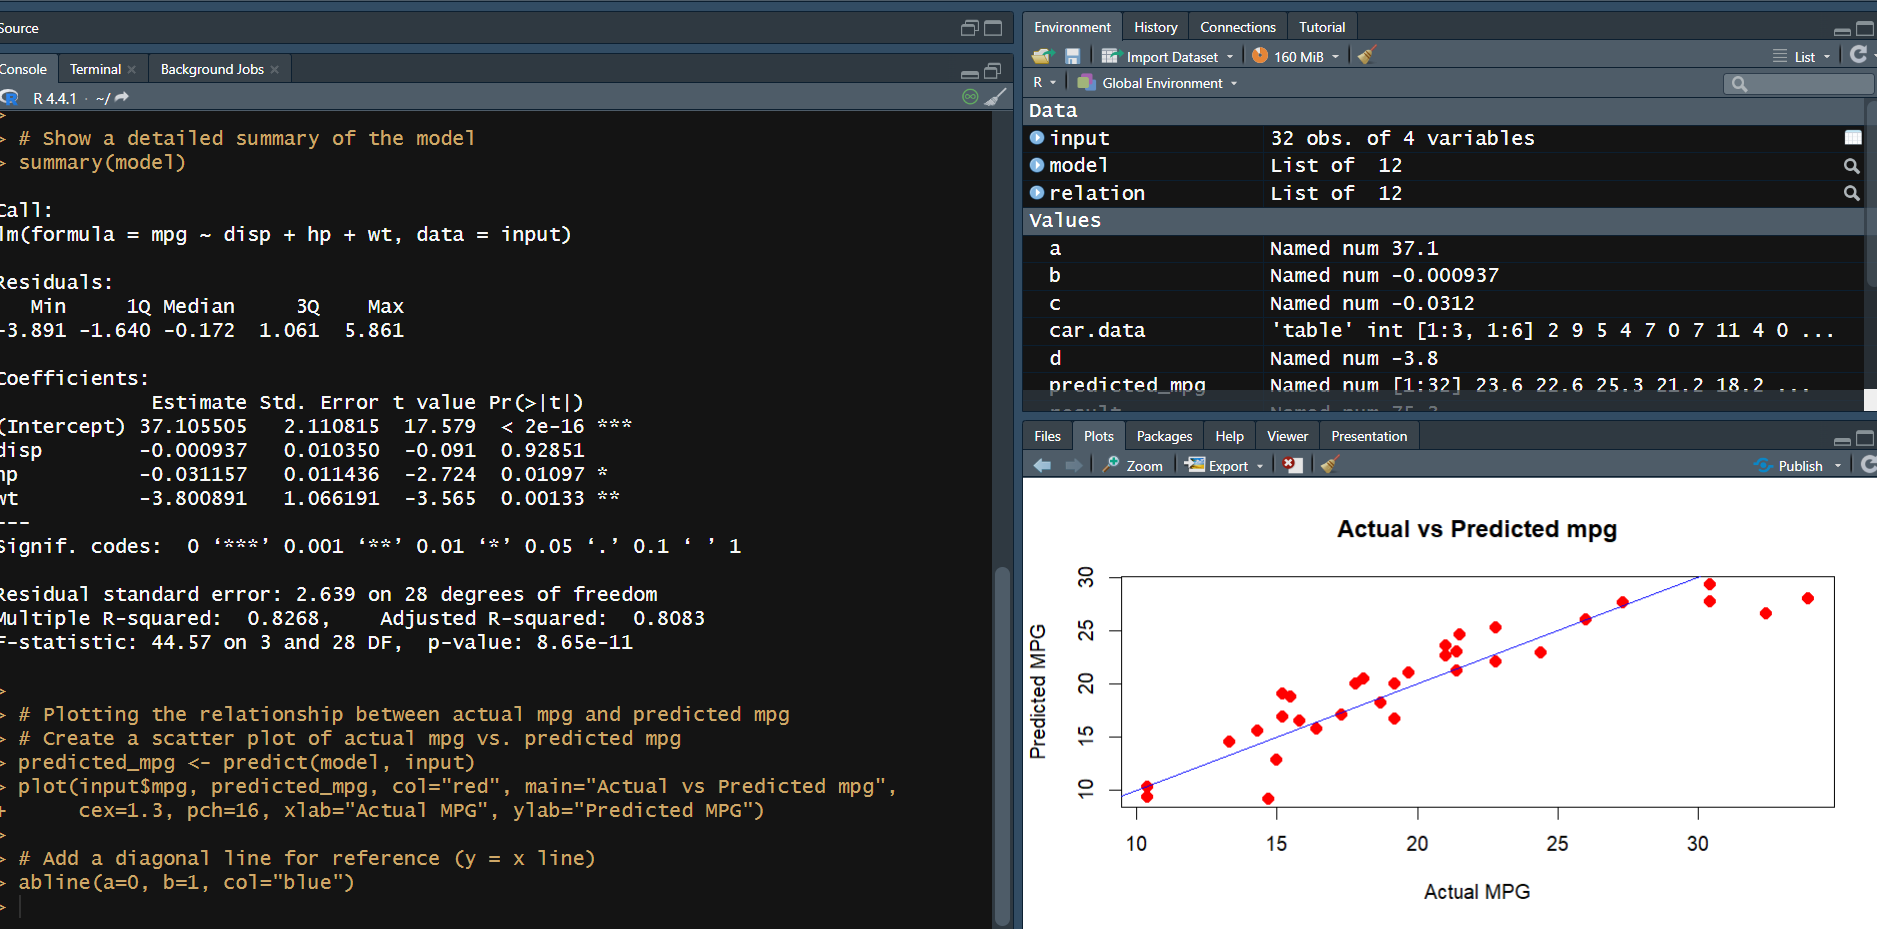 Source
Console Terminal Background Jobs
R 4.4.1 · ~/
>
> # Show a detailed summary of the model
> summary(model)
Call:
lm(formula = mpg ~ disp + hp + wt, data = input)
Residuals:
Min 1Q Median 3Q Max
-3.891 -1.640 -0.172 1.061 5.861
Coefficients:
Estimate Std. Error t value Pr(>|t|)
(Intercept) 37.105505 2.110815 17.579 < 2e-16 ***
disp -0.000937 0.010350 -0.091 0.92851
hp -0.031157 0.011436 -2.724 0.01097 *
wt -3.800891 1.066191 -3.565 0.00133 **
---
Signif. codes: 0 ‘***’ 0.001 ‘**’ 0.01 ‘*’ 0.05 ‘.’ 0.1 ‘ ’ 1
Residual standard error: 2.639 on 28 degrees of freedom
Multiple R-squared: 0.8268, Adjusted R-squared: 0.8083
F-statistic: 44.57 on 3 and 28 DF, p-value: 8.65e-11
>
> # Plotting the relationship between actual mpg and predicted mpg
> # Create a scatter plot of actual mpg vs. predicted mpg
> predicted_mpg <- predict(model, input)
> plot(input$mpg, predicted_mpg, col="red", main="Actual vs Predicted mpg",
+ cex=1.3, pch=16, xlab="Actual MPG", ylab="Predicted MPG")
>
> # Add a diagonal line for reference (y = x line)
> abline(a=0, b=1, col="blue")
>
Environment History Connections Tutorial
Import Dataset 160 MiB List
R Global Environment
Data
input 32 obs. of 4 variables
model List of 12
relation List of 12
Values
a Named num 37.1
b Named num -0.000937
c Named num -0.0312
car.data 'table' int [1:3, 1:6] 2 9 5 4 7 0 7 11 4 0 ...
d Named num -3.8
predicted_mpg Named num [1:32] 23.6 22.6 25.3 21.2 18.2 ...
result Named num 75.3
Files Plots Packages Help Viewer Presentation
Zoom Export Publish
Actual vs Predicted mpg
Predicted MPG
30
25
20
15
10
10 15 20 25 30
Actual MPG